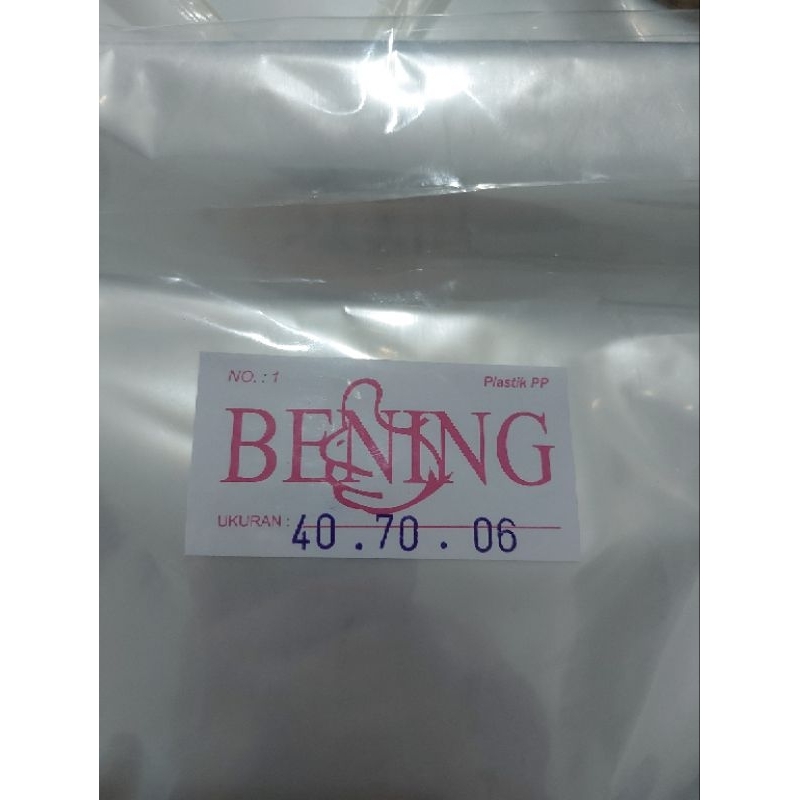 NO. : 1 Plastik PP
BENING
UKURAN : 40 . 70 . 06